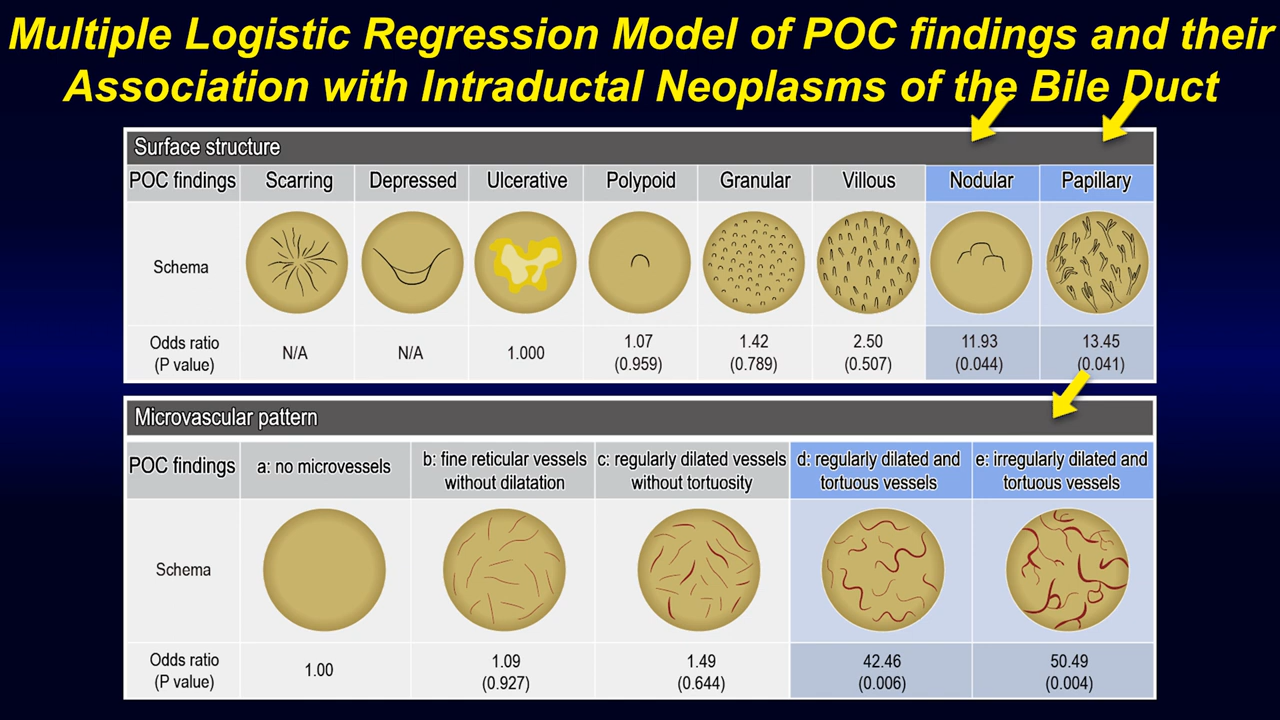 Multiple Logistic Regression Model of POC findings and their
Association with Intraductal Neoplasms of the Bile Duct
Surface structure
POC findings Scarring Depressed Ulcerative Polypoid Granular Villous Nodular Papillary
Schema
Odds ratio
(P value)
N/A N/A 1.000
1.07 1.42 2.50 11.93 13.45
(0.959) (0.789) (0.507) (0.044) (0.041)
Microvascular pattern
POC findings
a: no microvessels
b: fine reticular vessels
without dilatation
c: regularly dilated vessels
without tortuosity
d: regularly dilated and
tortuous vessels
e: irregularly dilated and
tortuous vessels
Schema
Odds ratio
(P value)
1.00
1.09 1.49 42.46 50.49
(0.927) (0.644) (0.006) (0.004)